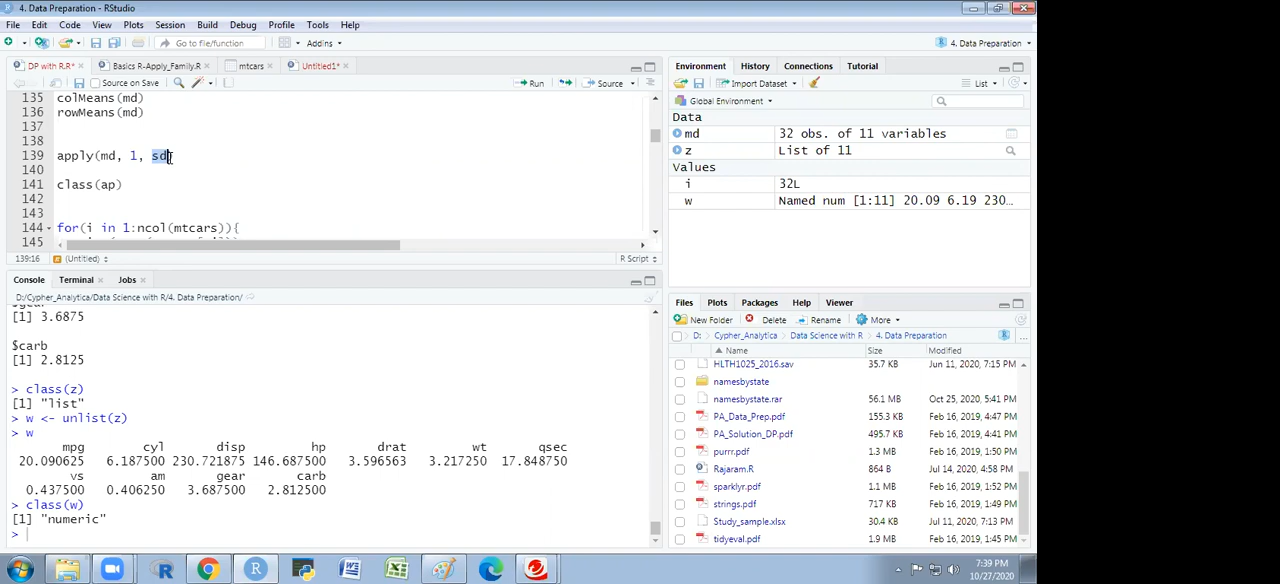 4. Data Preparation - RStudio
File Edit Code View Plots Session Build Debug Profile Tools Help
Go to file/function Addins 4. Data Preparation
DP with R.R* Basics R-Apply_Family.R mtcars Untitled1*
Source on Save Run Source
135 colMeans(md)
136 rowMeans(md)
137
138
139 apply(md, 1, sd)
140
141 class(ap)
142
143
144 for(i in 1:ncol(mtcars)){
145
139:16 (Untitled) R Script
Console Terminal Jobs
D:/Cypher_Analytica/Data Science with R/4. Data Preparation/
$gear
[1] 3.6875
$carb
[1] 2.8125
> class(z)
[1] "list"
> w <- unlist(z)
> w
mpg cyl disp hp drat wt qsec
20.090625 6.187500 230.721875 146.687500 3.596563 3.217250 17.848750
vs am gear carb
0.437500 0.406250 3.687500 2.812500
> class(w)
[1] "numeric"
>
Environment History Connections Tutorial
Import Dataset List
Global Environment
Data
md 32 obs. of 11 variables
z List of 11
Values
i 32L
w Named num [1:11] 20.09 6.19 230...
Files Plots Packages Help Viewer
New Folder Delete Rename More
D: Cypher_Analytica Data Science with R 4. Data Preparation
Name Size Modified
HLTH1025_2016.sav 35.7 KB Jun 11, 2020, 7:15 PM
namesbystate
namesbystate.rar 56.1 MB Oct 25, 2020, 5:41 PM
PA_Data_Prep.pdf 155.3 KB Feb 16, 2019, 4:47 PM
PA_Solution_DP.pdf 495.7 KB Feb 16, 2019, 4:47 PM
purrr.pdf 1.3 MB Feb 16, 2019, 1:50 PM
Rajaram.R 864 B Jul 14, 2020, 4:58 PM
sparklyr.pdf 1.1 MB Feb 16, 2019, 1:52 PM
strings.pdf 717 KB Feb 16, 2019, 1:49 PM
Study_sample.xlsx 30.4 KB Jul 11, 2020, 7:13 PM
tidyeval.pdf 1.9 MB Feb 16, 2019, 1:45 PM
7:39 PM
10/27/2020